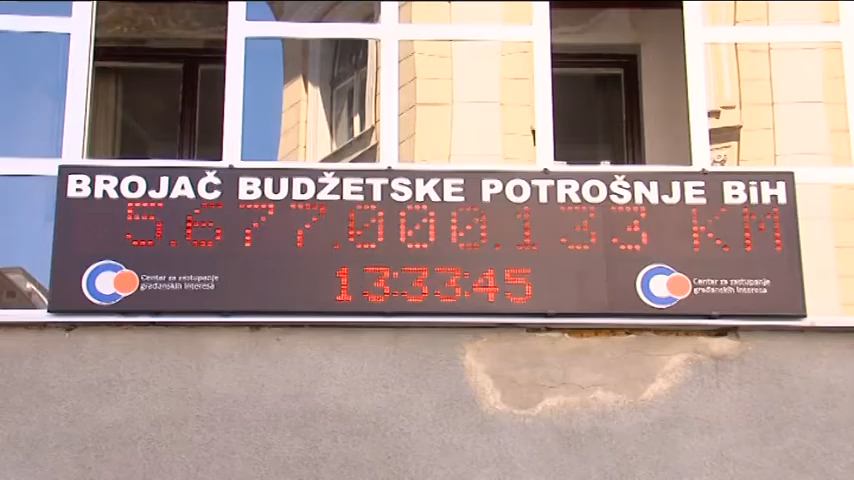 BROJAČ BUDŽETSKE POTROŠNJE BiH
5.677.000.133 KM
13:33:45
Centar za zastupanje
građanskih interesa
Centar za zastupanje
građanskih interesa